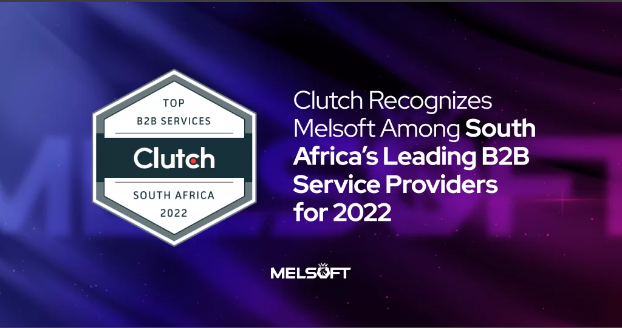 TOP
B2B SERVICES
Clutch
SOUTH AFRICA
2022
Clutch Recognizes
Melsoft Among South
Africa's Leading B2B
Service Providers
for 2022
MELSOFT
MELSOFT